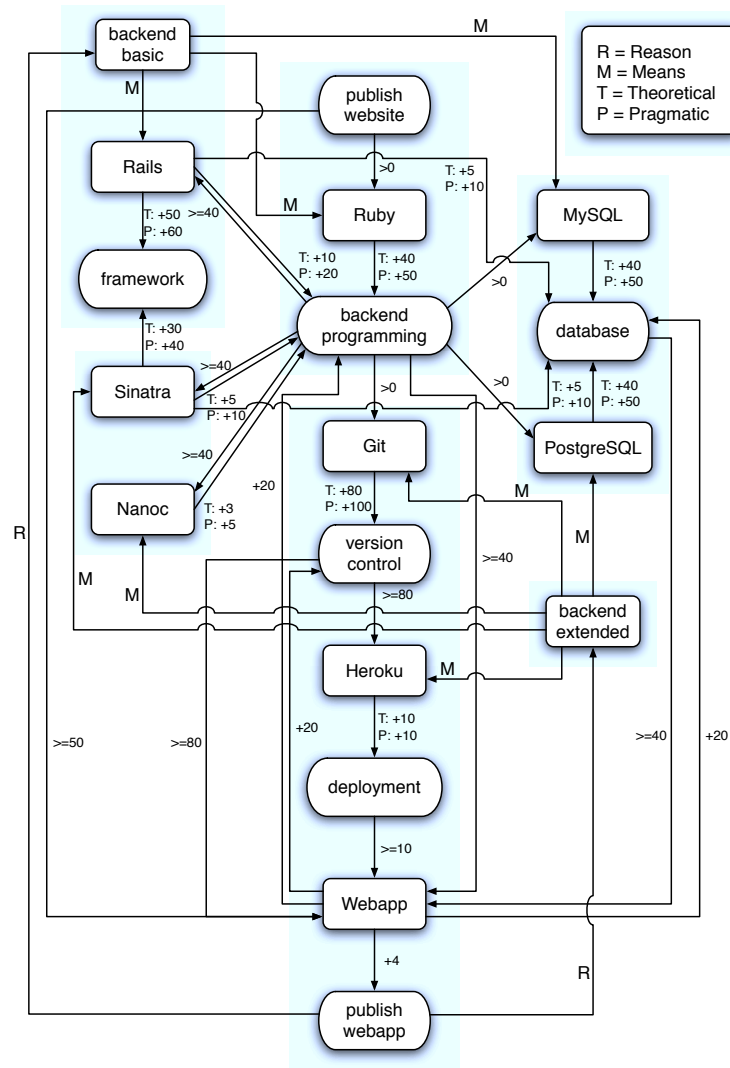 backend
basic
M
R = Reason
M = Means
T = Theoretical
P = Pragmatic
publish
website
M
Rails
>0
T: +5
P: +10
Ruby
M
MySQL
T: +50
P: +60
>=40
T: +10
P: +20
T: +40
P: +50
T: +40
P: +50
>0
framework
backend
programming
database
T: +30
P: +40
>=40
>0
>0
T: +5
P: +10
T: +40
P: +50
Sinatra
T: +5
P: +10
Git
PostgreSQL
>=40
+20
T: +80
P: +100
M
Nanoc
T: +3
P: +5
R
version
control
>=40
M
M
M
>=80
backend
extended
Heroku
M
T: +10
P: +10
>=50
>=80
+20
>=40
+20
deployment
>=10
Webapp
+4
R
publish
webapp